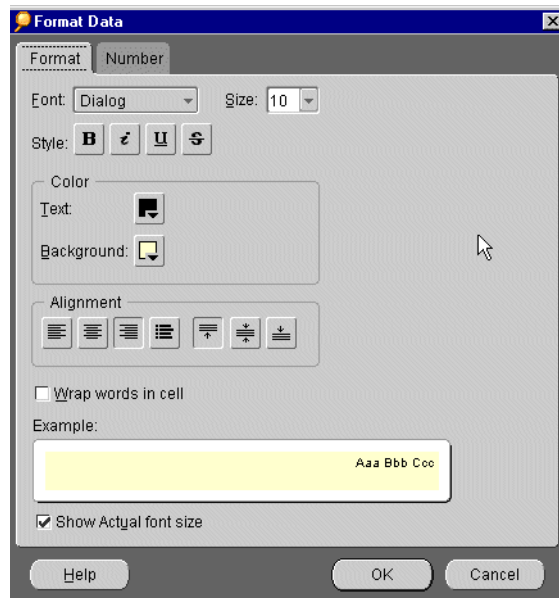 Format Data
Format Number
Font: Dialog Size: 10
Style: B i U S
Color
Text:
Background:
Alignment
Wrap words in cell
Example:
Aaa Bbb Ccc
Show Actual font size
Help OK Cancel